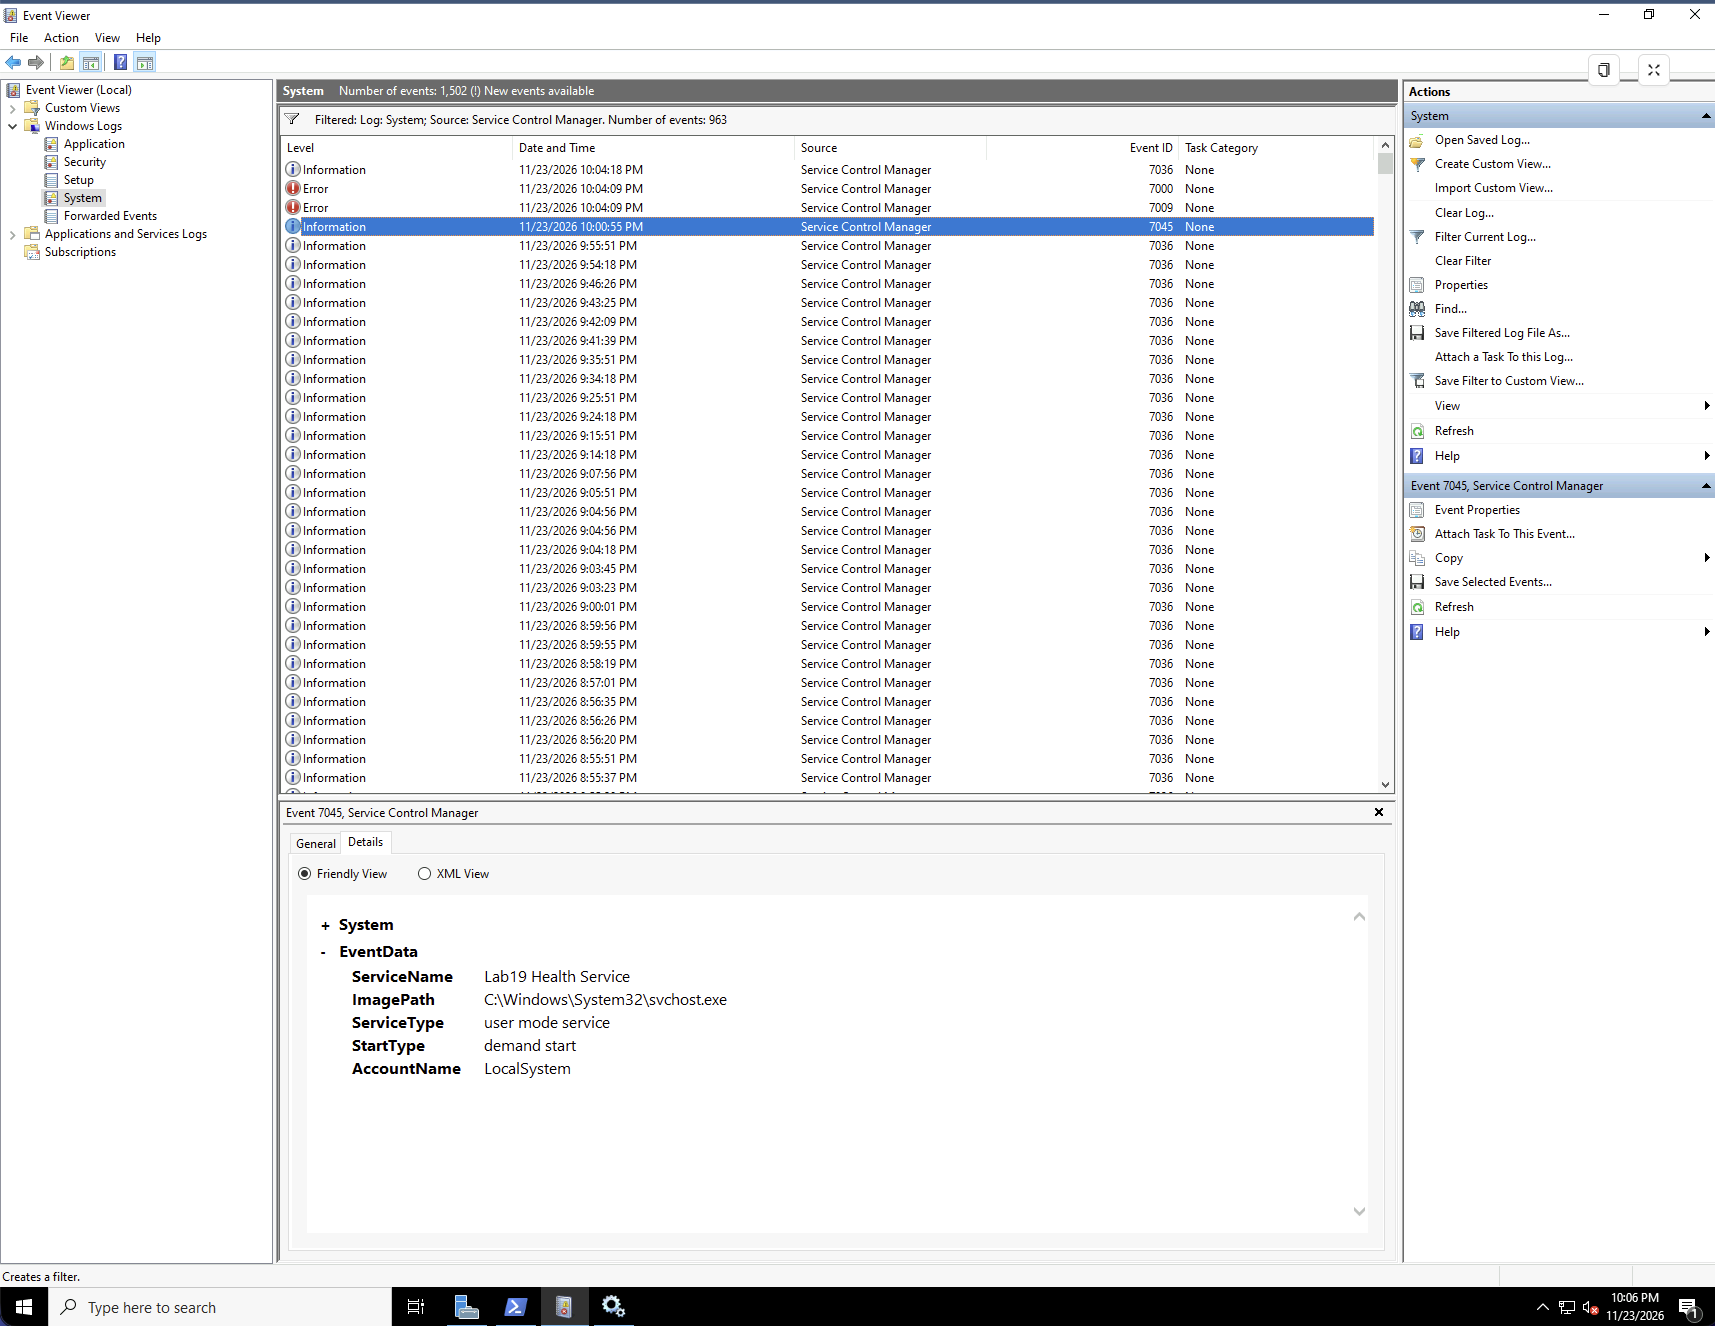 Event Viewer
File Action View Help
Event Viewer (Local)
Custom Views
Windows Logs
Application
Security
Setup
System
Forwarded Events
Applications and Services Logs
Subscriptions
System Number of events: 1,502 (!) New events available
Filtered: Log: System; Source: Service Control Manager. Number of events: 963
Level Date and Time Source Event ID Task Category
Information 11/23/2026 10:04:18 PM Service Control Manager 7036 None
Error 11/23/2026 10:04:09 PM Service Control Manager 7000 None
Error 11/23/2026 10:04:09 PM Service Control Manager 7009 None
Information 11/23/2026 10:00:55 PM Service Control Manager 7045 None
Information 11/23/2026 9:55:51 PM Service Control Manager 7036 None
Information 11/23/2026 9:54:18 PM Service Control Manager 7036 None
Information 11/23/2026 9:46:26 PM Service Control Manager 7036 None
Information 11/23/2026 9:43:25 PM Service Control Manager 7036 None
Information 11/23/2026 9:42:09 PM Service Control Manager 7036 None
Information 11/23/2026 9:41:39 PM Service Control Manager 7036 None
Information 11/23/2026 9:35:51 PM Service Control Manager 7036 None
Information 11/23/2026 9:34:18 PM Service Control Manager 7036 None
Information 11/23/2026 9:25:51 PM Service Control Manager 7036 None
Information 11/23/2026 9:24:18 PM Service Control Manager 7036 None
Information 11/23/2026 9:15:51 PM Service Control Manager 7036 None
Information 11/23/2026 9:14:18 PM Service Control Manager 7036 None
Information 11/23/2026 9:07:56 PM Service Control Manager 7036 None
Information 11/23/2026 9:05:51 PM Service Control Manager 7036 None
Information 11/23/2026 9:04:56 PM Service Control Manager 7036 None
Information 11/23/2026 9:04:56 PM Service Control Manager 7036 None
Information 11/23/2026 9:04:18 PM Service Control Manager 7036 None
Information 11/23/2026 9:03:45 PM Service Control Manager 7036 None
Information 11/23/2026 9:03:23 PM Service Control Manager 7036 None
Information 11/23/2026 9:00:01 PM Service Control Manager 7036 None
Information 11/23/2026 8:59:56 PM Service Control Manager 7036 None
Information 11/23/2026 8:59:55 PM Service Control Manager 7036 None
Information 11/23/2026 8:58:19 PM Service Control Manager 7036 None
Information 11/23/2026 8:57:01 PM Service Control Manager 7036 None
Information 11/23/2026 8:56:35 PM Service Control Manager 7036 None
Information 11/23/2026 8:56:26 PM Service Control Manager 7036 None
Information 11/23/2026 8:56:20 PM Service Control Manager 7036 None
Information 11/23/2026 8:55:51 PM Service Control Manager 7036 None
Information 11/23/2026 8:55:37 PM Service Control Manager 7036 None
Event 7045, Service Control Manager
General Details
Friendly View XML View
+ System
- EventData
ServiceName Lab19 Health Service
ImagePath C:\Windows\System32\svchost.exe
ServiceType user mode service
StartType demand start
AccountName LocalSystem
Actions
System
Open Saved Log...
Create Custom View...
Import Custom View...
Clear Log...
Filter Current Log...
Clear Filter
Properties
Find...
Save Filtered Log File As...
Attach a Task To this Log...
Save Filter to Custom View...
View
Refresh
Help
Event 7045, Service Control Manager
Event Properties
Attach Task To This Event...
Copy
Save Selected Events...
Refresh
Help
Creates a filter.
Type here to search
10:06 PM
11/23/2026
1